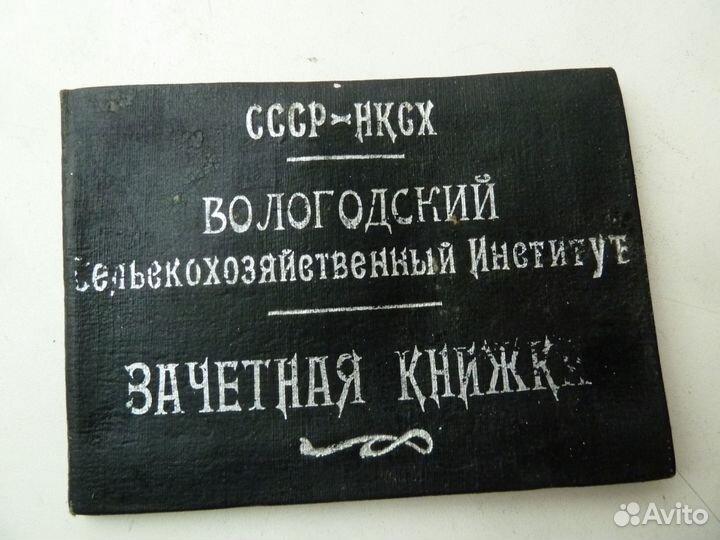 СССР-НКСХ
ВОЛОГОДСКИЙ
Сельскохозяйственный Институт
ЗАЧЕТНАЯ КНИЖКА
Avito